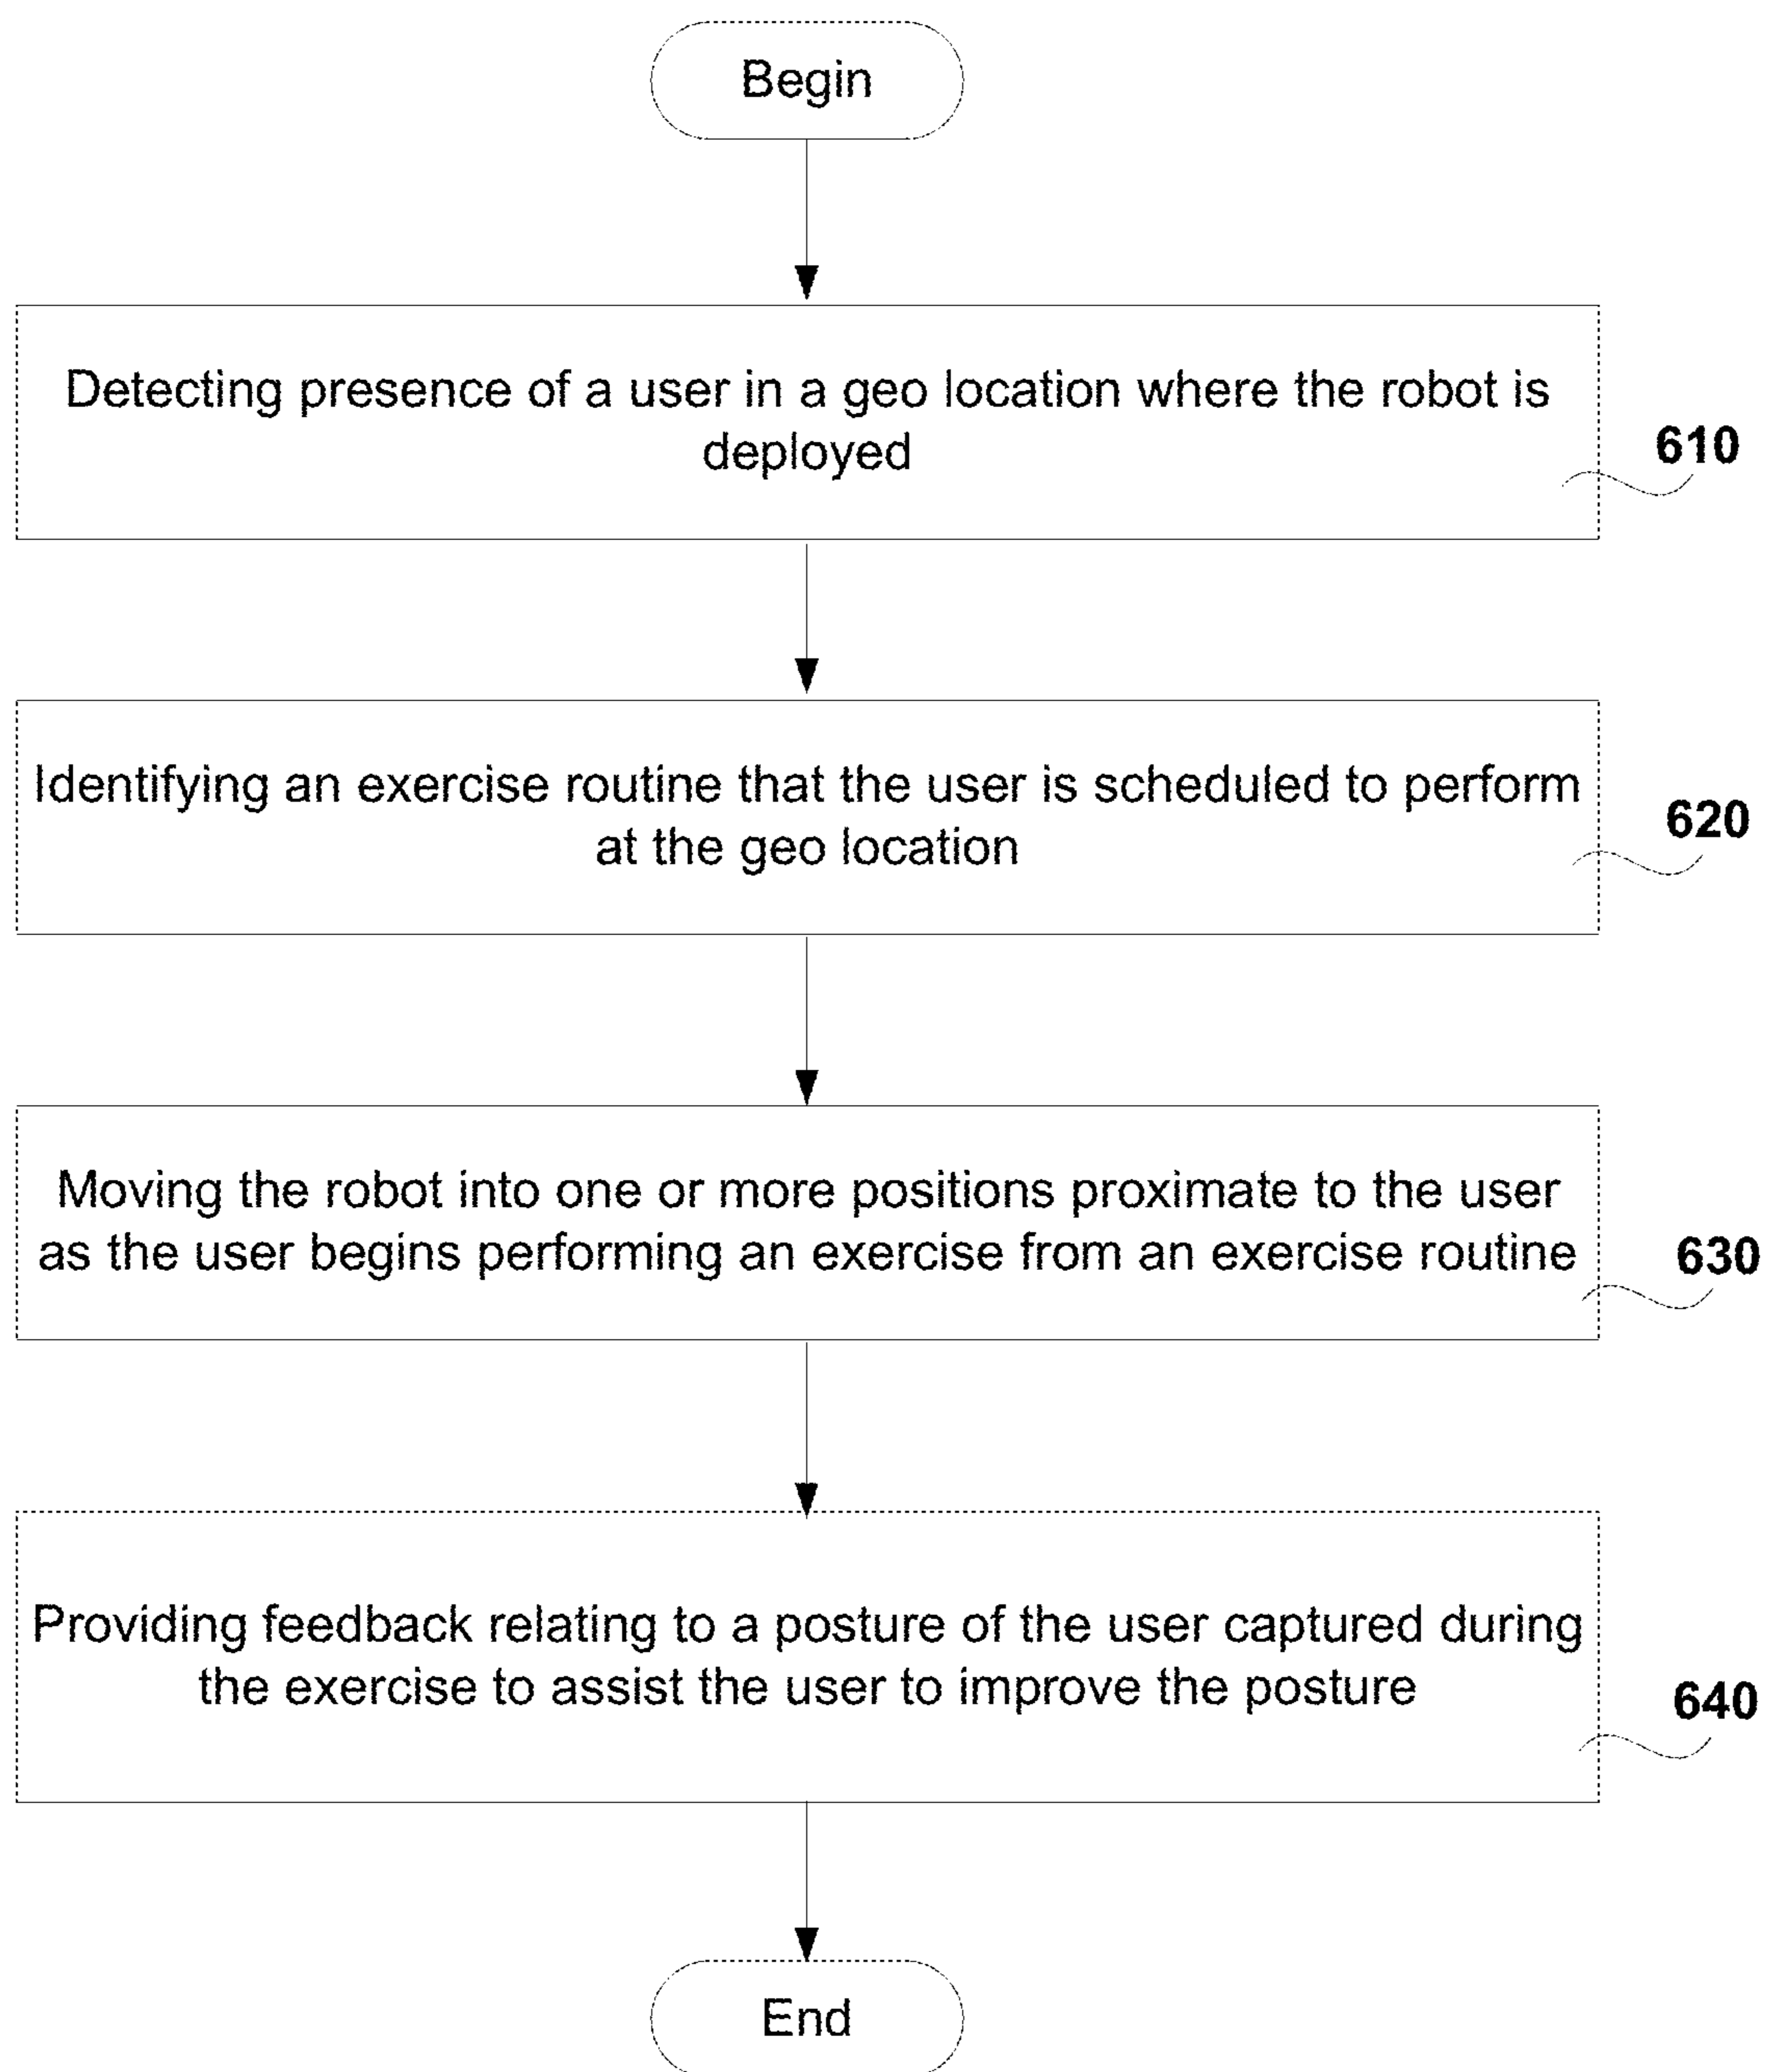 Begin
Detecting presence of a user in a geo location where the robot is
deployed
610
Identifying an exercise routine that the user is scheduled to perform
at the geo location
620
Moving the robot into one or more positions proximate to the user
as the user begins performing an exercise from an exercise routine
630
Providing feedback relating to a posture of the user captured during
the exercise to assist the user to improve the posture
640
End